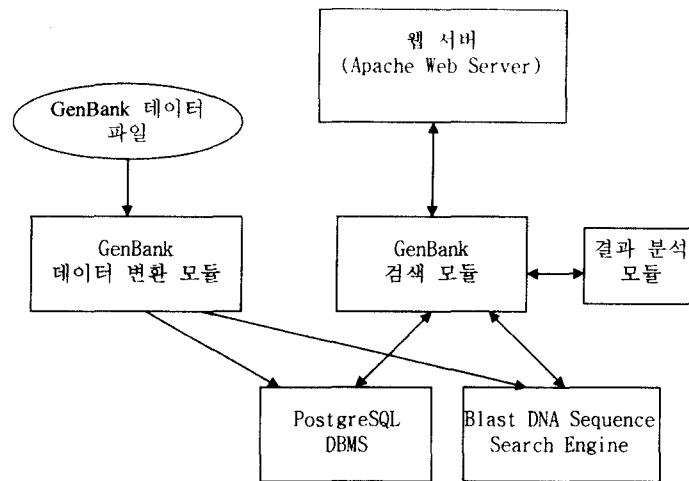 웹 서버
(Apache Web Server)
GenBank 데이터
파일
GenBank
데이터 변환 모듈
GenBank
검색 모듈
결과 분석
모듈
PostgreSQL
DBMS
Blast DNA Sequence
Search Engine